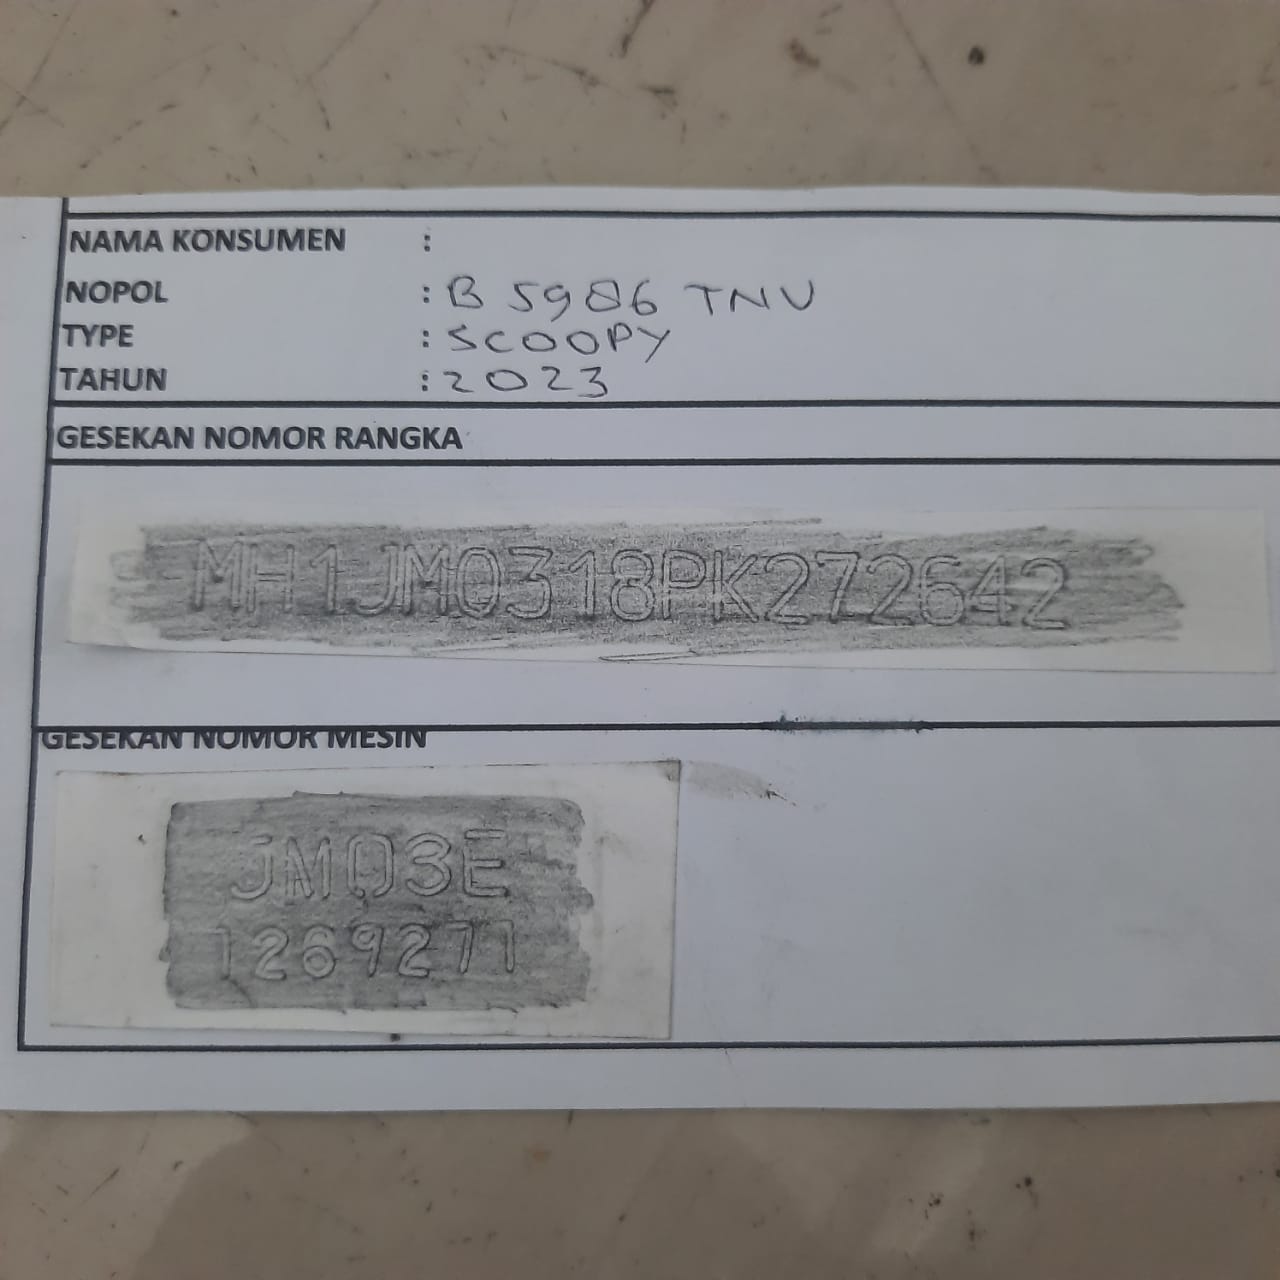 NAMA KONSUMEN :
NOPOL : B 5986 TNU
TYPE : SCOOPY
TAHUN : 2023
GESEKAN NOMOR RANGKA
MH1JM0318PK272642
GESEKAN NOMOR MESIN
JM03E
1269271